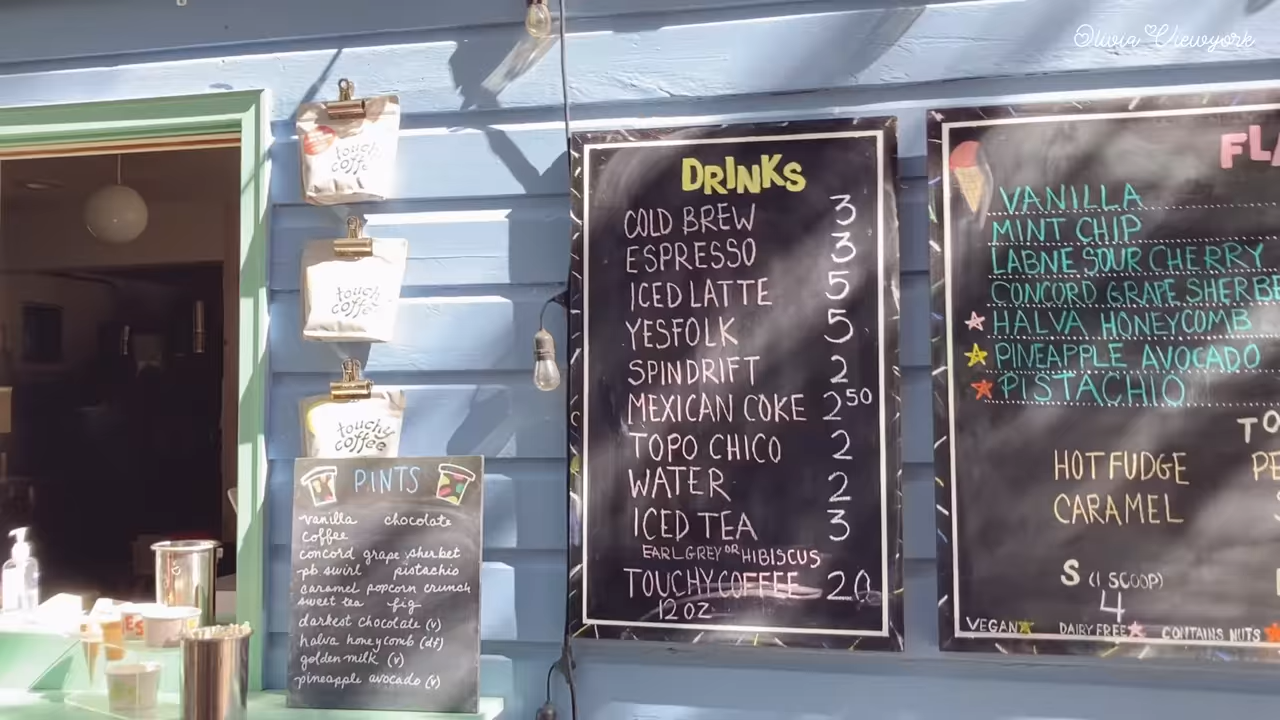 Olivia Viewyork
touchy
coffee
touchy
coffee
touchy
coffee
PINTS
vanilla chocolate
coffee
concord grape sherbet
pb swirl pistachio
caramel popcorn crunch
sweet tea fig
darkest chocolate (v)
halva honeycomb (df)
golden milk (v)
pineapple avocado (v)
DRINKS
COLD BREW 3
ESPRESSO 3
ICED LATTE 5
YESFOLK 5
SPINDRIFT 2
MEXICAN COKE 2 50
TOPO CHICO 2
WATER 2
ICED TEA 3
EARL GREY OR HIBISCUS
TOUCHY COFFEE 20
12 OZ
FLA
VANILLA
MINT CHIP
LABNE SOUR CHERRY
CONCORD GRAPE SHERBE
HALVA HONEYCOMB
PINEAPPLE AVOCADO
PISTACHIO
TO
HOT FUDGE PE
CARAMEL
S (1 SCOOP)
4
VEGAN DAIRY FREE CONTAINS NUTS